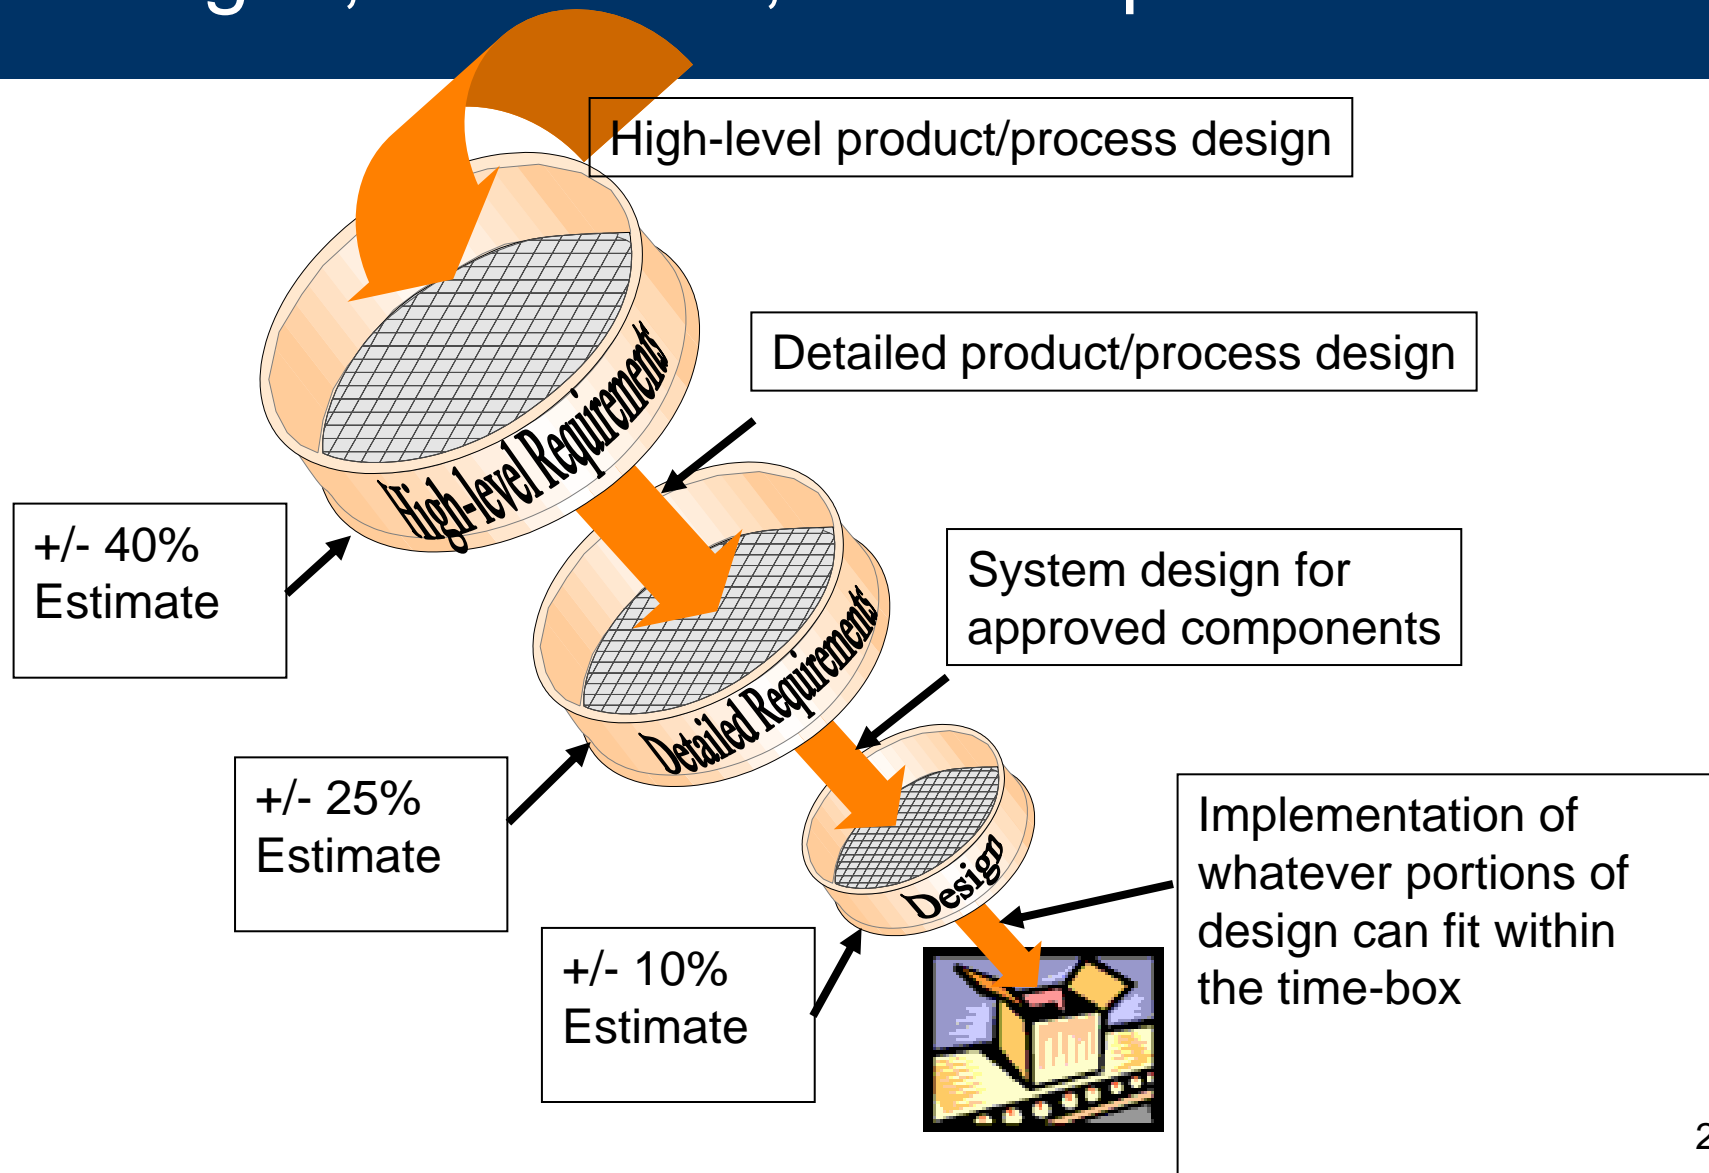 High-level product/process design
Detailed product/process design
High-level Requirements
+/- 40%
Estimate
System design for
approved components
Detailed Requirements
+/- 25%
Estimate
Implementation of
whatever portions of
design can fit within
the time-box
Design
+/- 10%
Estimate
2